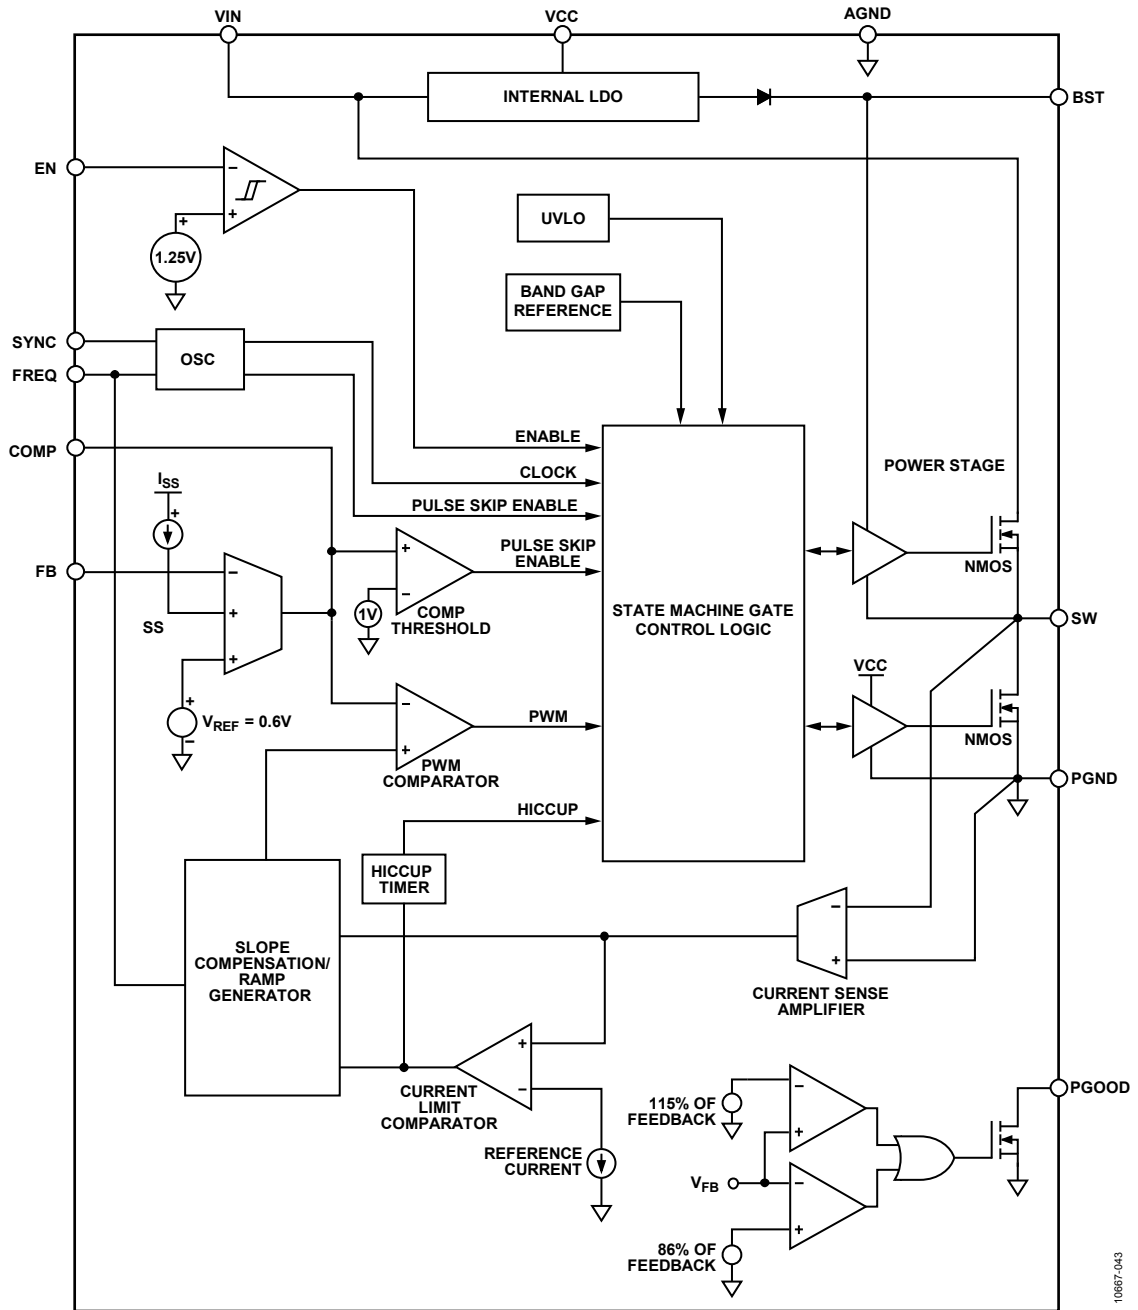 VIN
VCC
AGND
INTERNAL LDO
BST
EN
−
+
+
1.25V
UVLO
BAND GAP
REFERENCE
SYNC
OSC
FREQ
COMP
ENABLE
CLOCK
PULSE SKIP ENABLE
POWER STAGE
ISS
+
+
PULSE SKIP
ENABLE
NMOS
FB
−
+
SS
+
−
1V
COMP
THRESHOLD
STATE MACHINE GATE
CONTROL LOGIC
SW
VCC
+
VREF = 0.6V
−
−
+
PWM
PWM
COMPARATOR
NMOS
PGND
HICCUP
HICCUP
TIMER
SLOPE
COMPENSATION/
RAMP
GENERATOR
−
+
CURRENT SENSE
AMPLIFIER
+
−
CURRENT
LIMIT
COMPARATOR
REFERENCE
CURRENT
115% OF
FEEDBACK
−
+
PGOOD
VFB
−
+
86% OF
FEEDBACK
10667-043